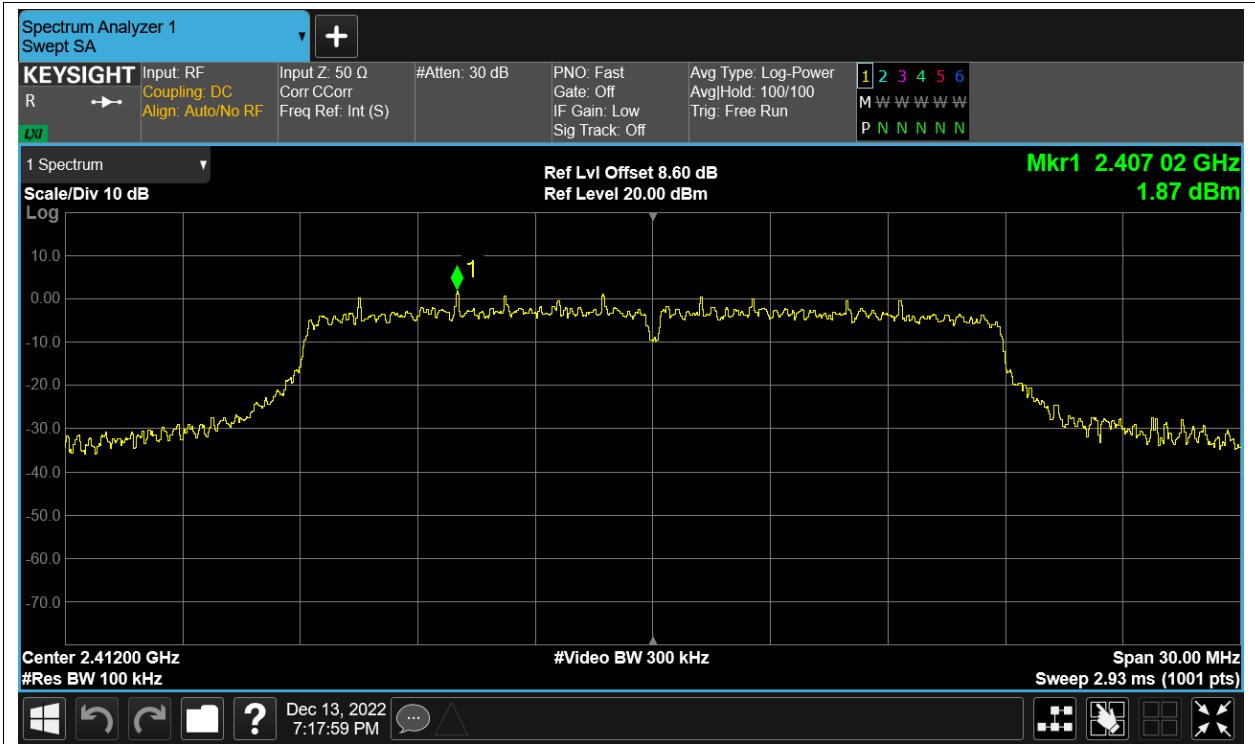 Spectrum Analyzer 1
Swept SA
+
KEYSIGHT
R
LXI
Input: RF
Coupling: DC
Align: Auto/No RF
Input Z: 50 Ω
Corr CCorr
Freq Ref: Int (S)
#Atten: 30 dB
PNO: Fast
Gate: Off
IF Gain: Low
Sig Track: Off
Avg Type: Log-Power
Avg|Hold: 100/100
Trig: Free Run
1 2 3 4 5 6
M W W W W W W
P N N N N N N
1 Spectrum
Scale/Div 10 dB
Ref Lvl Offset 8.60 dB
Ref Level 20.00 dBm
Mkr1 2.407 02 GHz
1.87 dBm
Log
10.0
1
0.00
-10.0
-20.0
-30.0
-40.0
-50.0
-60.0
-70.0
Center 2.41200 GHz
#Video BW 300 kHz
Span 30.00 MHz
#Res BW 100 kHz
Sweep 2.93 ms (1001 pts)
?
Dec 13, 2022
7:17:59 PM